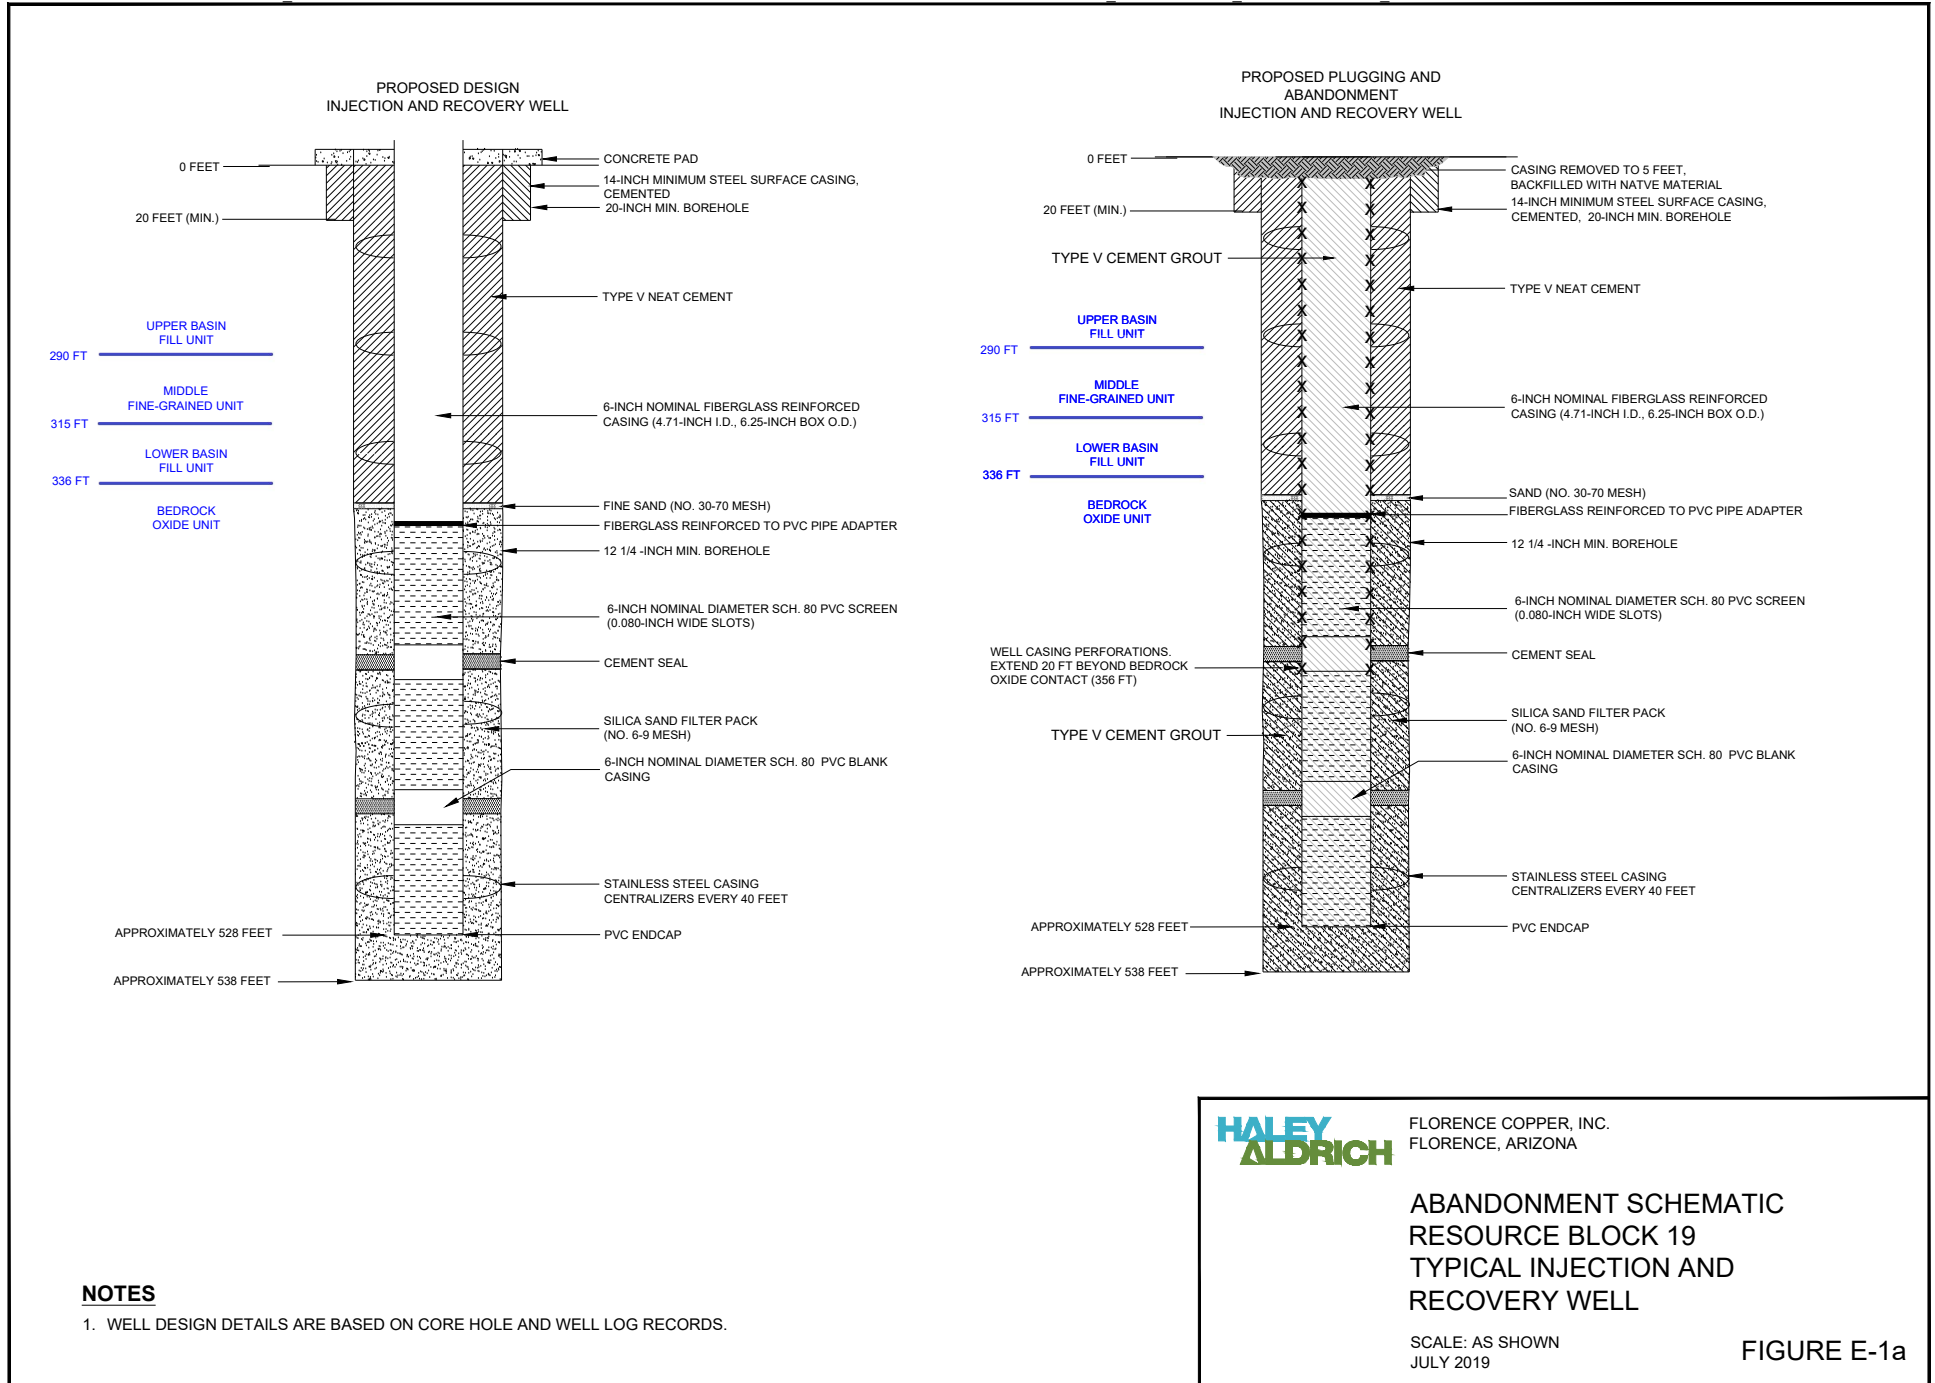 PROPOSED DESIGN
INJECTION AND RECOVERY WELL
0 FEET
20 FEET (MIN.)
CONCRETE PAD
14-INCH MINIMUM STEEL SURFACE CASING,
CEMENTED
20-INCH MIN. BOREHOLE
TYPE V NEAT CEMENT
UPPER BASIN
FILL UNIT
290 FT
MIDDLE
FINE-GRAINED UNIT
315 FT
LOWER BASIN
FILL UNIT
336 FT
BEDROCK
OXIDE UNIT
6-INCH NOMINAL FIBERGLASS REINFORCED
CASING (4.71-INCH I.D., 6.25-INCH BOX O.D.)
FINE SAND (NO. 30-70 MESH)
FIBERGLASS REINFORCED TO PVC PIPE ADAPTER
12 1/4 -INCH MIN. BOREHOLE
6-INCH NOMINAL DIAMETER SCH. 80 PVC SCREEN
(0.080-INCH WIDE SLOTS)
CEMENT SEAL
SILICA SAND FILTER PACK
(NO. 6-9 MESH)
6-INCH NOMINAL DIAMETER SCH. 80 PVC BLANK
CASING
STAINLESS STEEL CASING
CENTRALIZERS EVERY 40 FEET
PVC ENDCAP
APPROXIMATELY 528 FEET
APPROXIMATELY 538 FEET
PROPOSED PLUGGING AND
ABANDONMENT
INJECTION AND RECOVERY WELL
0 FEET
20 FEET (MIN.)
CASING REMOVED TO 5 FEET,
BACKFILLED WITH NATVE MATERIAL
14-INCH MINIMUM STEEL SURFACE CASING,
CEMENTED, 20-INCH MIN. BOREHOLE
TYPE V CEMENT GROUT
TYPE V NEAT CEMENT
UPPER BASIN
FILL UNIT
290 FT
MIDDLE
FINE-GRAINED UNIT
315 FT
LOWER BASIN
FILL UNIT
336 FT
BEDROCK
OXIDE UNIT
6-INCH NOMINAL FIBERGLASS REINFORCED
CASING (4.71-INCH I.D., 6.25-INCH BOX O.D.)
SAND (NO. 30-70 MESH)
FIBERGLASS REINFORCED TO PVC PIPE ADAPTER
12 1/4 -INCH MIN. BOREHOLE
6-INCH NOMINAL DIAMETER SCH. 80 PVC SCREEN
(0.080-INCH WIDE SLOTS)
WELL CASING PERFORATIONS.
EXTEND 20 FT BEYOND BEDROCK
OXIDE CONTACT (356 FT)
CEMENT SEAL
SILICA SAND FILTER PACK
(NO. 6-9 MESH)
TYPE V CEMENT GROUT
6-INCH NOMINAL DIAMETER SCH. 80 PVC BLANK
CASING
STAINLESS STEEL CASING
CENTRALIZERS EVERY 40 FEET
PVC ENDCAP
APPROXIMATELY 528 FEET
APPROXIMATELY 538 FEET
NOTES
1. WELL DESIGN DETAILS ARE BASED ON CORE HOLE AND WELL LOG RECORDS.
HALEY
ALDRICH
FLORENCE COPPER, INC.
FLORENCE, ARIZONA
ABANDONMENT SCHEMATIC
RESOURCE BLOCK 19
TYPICAL INJECTION AND
RECOVERY WELL
SCALE: AS SHOWN
JULY 2019
FIGURE E-1a